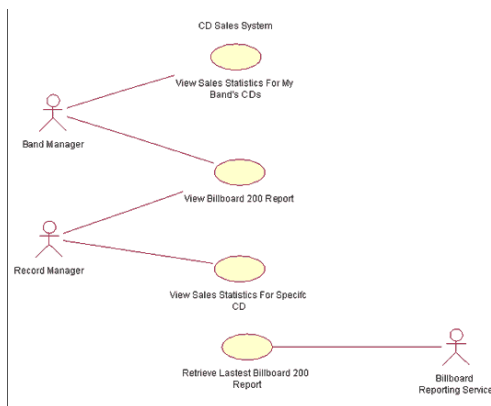 CD Sales System
View Sales Statistics For My
Band's CDs
Band Manager
View Billboard 200 Report
Record Manager
View Sales Statistics For Specifc
CD
Retrieve Lastest Billboard 200
Report
Billboard
Reporting Service